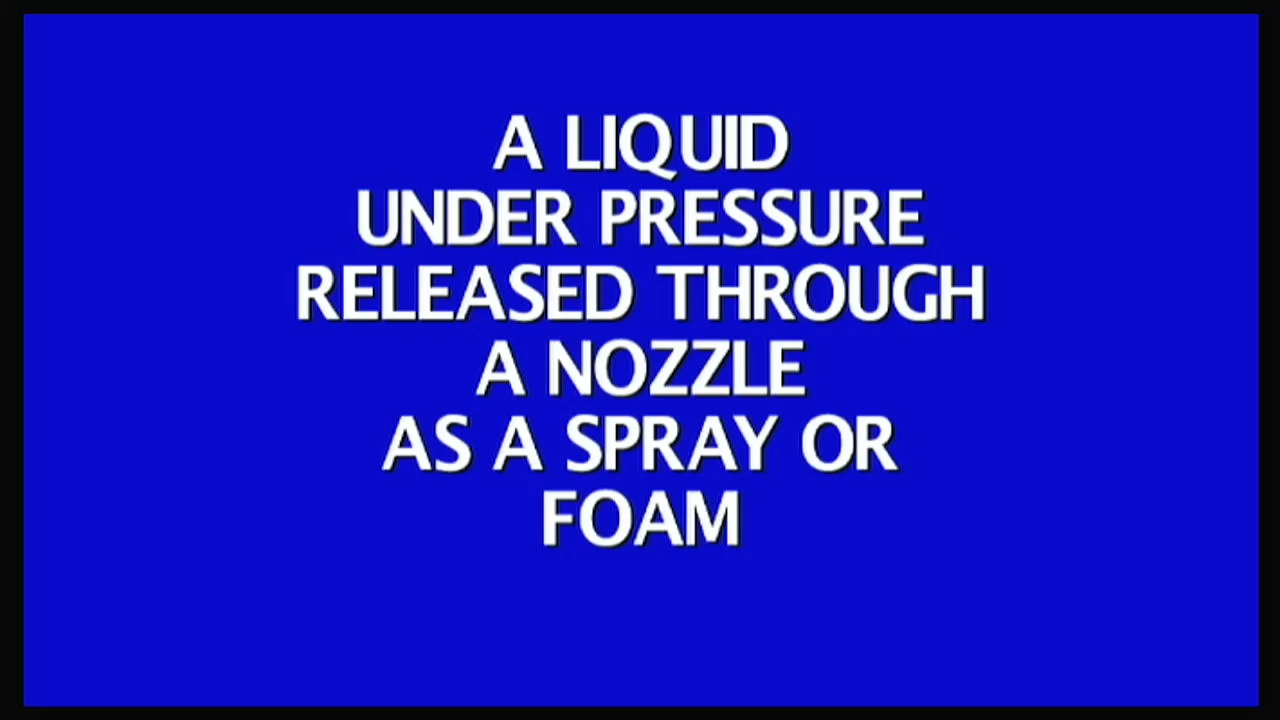 A LIQUID
UNDER PRESSURE
RELEASED THROUGH
A NOZZLE
AS A SPRAY OR
FOAM